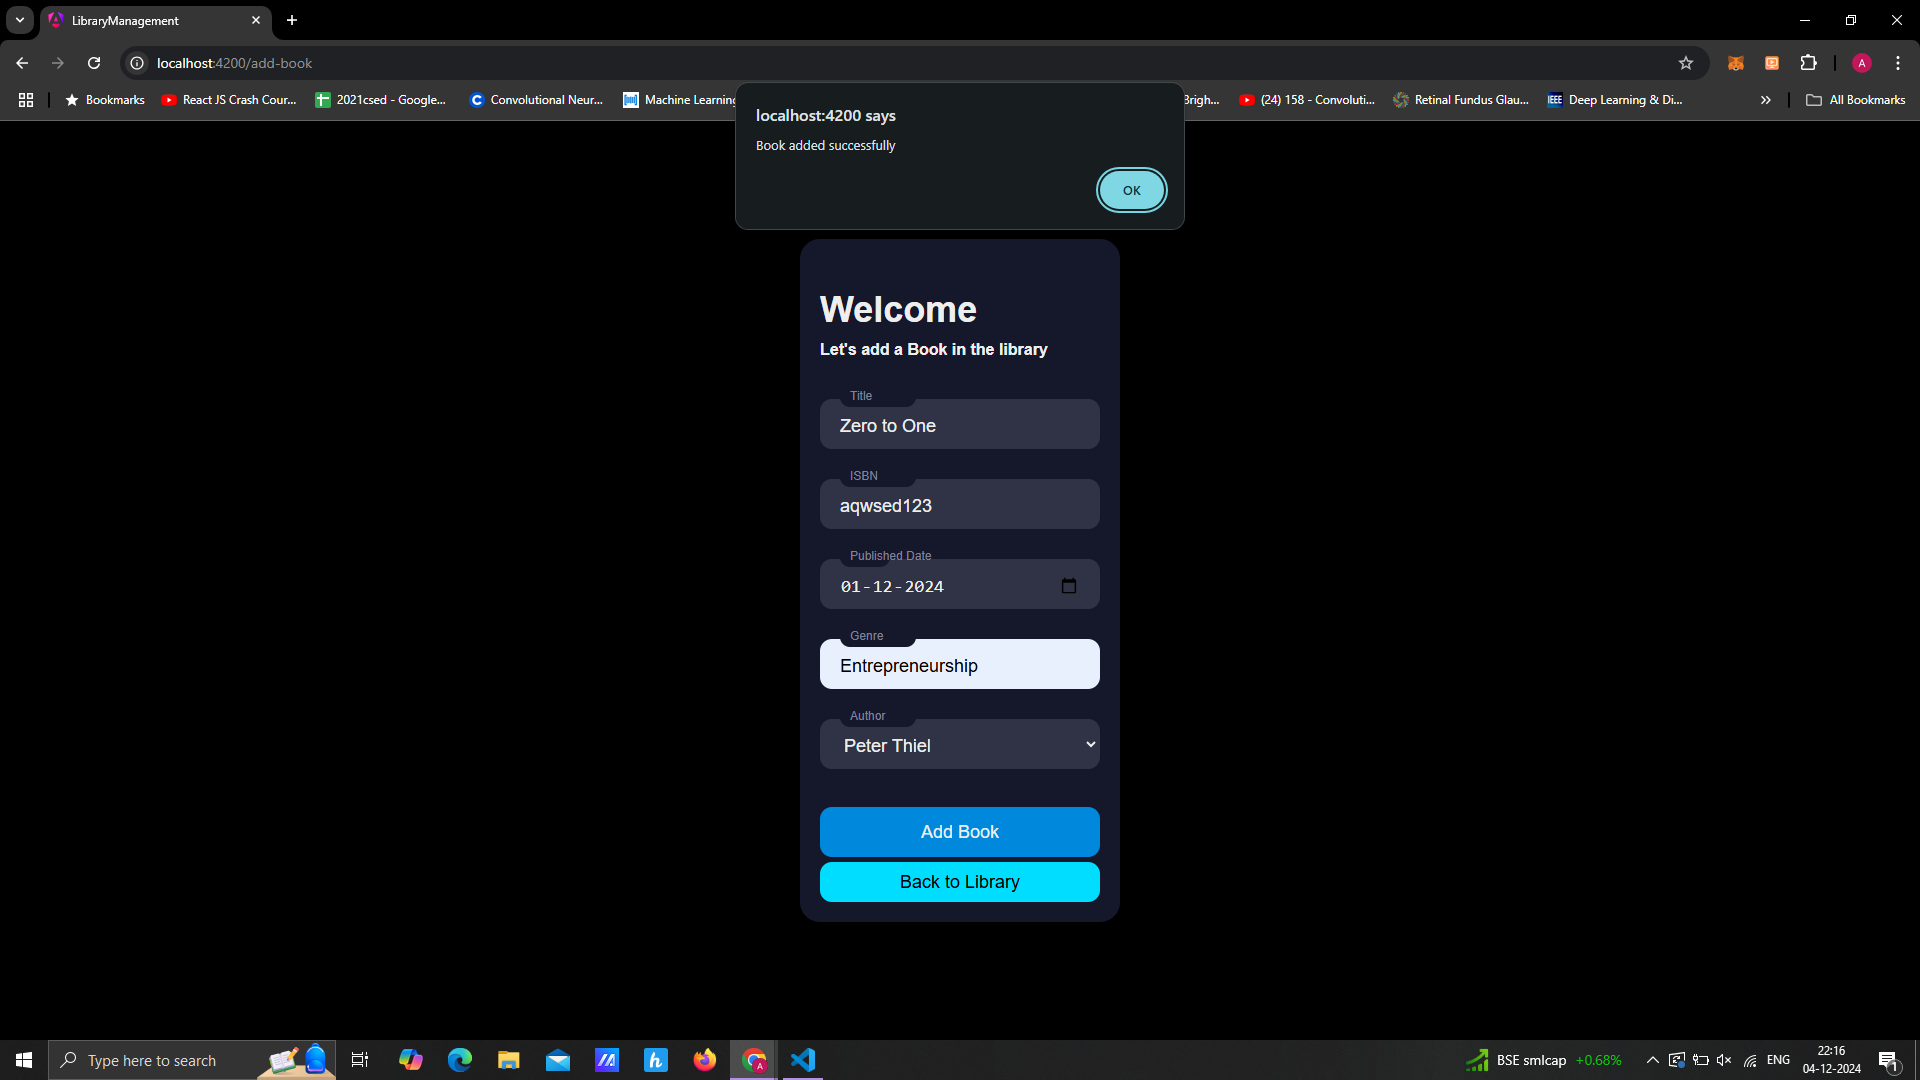 LibraryManagement
localhost:4200/add-book
A
Bookmarks
React JS Crash Cour...
2021csed - Google...
Convolutional Neur...
Machine Learning
Brigh...
(24) 158 - Convoluti...
Retinal Fundus Glau...
IEEE
Deep Learning & Di...
All Bookmarks
localhost:4200 says
Book added successfully
OK
Welcome
Let's add a Book in the library
Title
Zero to One
ISBN
aqwsed123
Published Date
01-12-2024
Genre
Entrepreneurship
Author
Peter Thiel
Add Book
Back to Library
Type here to search
BSE smlcap +0.68%
ENG
22:16
04-12-2024
1